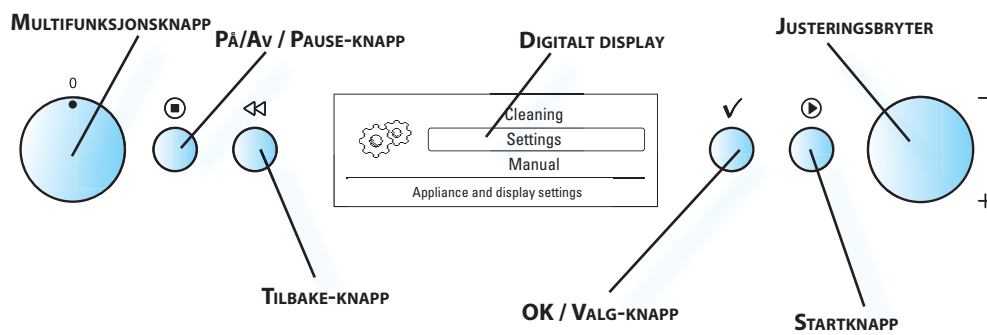 MULTIFUNKSJONSKNAPP
PÅ/AV / PAUSE-KNAPP
DIGITALT DISPLAY
JUSTERINGSBRYTER
0
Cleaning
Settings
Manual
Appliance and display settings
−
+
TILBAKE-KNAPP
OK / VALG-KNAPP
STARTKNAPP